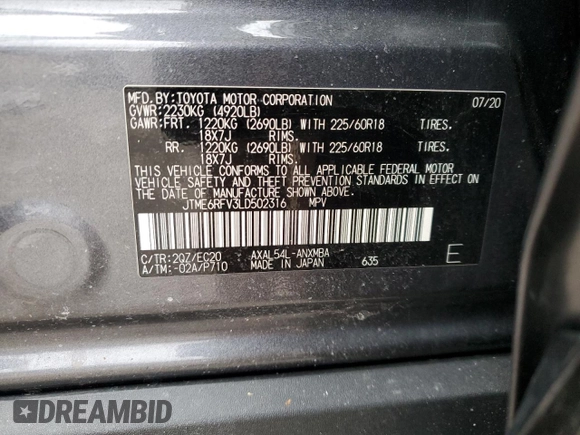 MFD. BY: TOYOTA MOTOR CORPORATION 07/20
GVWR: 2230KG (4920LB)
GAWR: FRT. 1220KG (2690LB) WITH 225/60R18 TIRES.
18X7J RIMS.
RR. 1220KG (2690LB) WITH 225/60R18 TIRES.
18X7J RIMS.
THIS VEHICLE CONFORMS TO ALL APPLICABLE FEDERAL MOTOR
VEHICLE SAFETY AND THEFT PREVENTION STANDARDS IN EFFECT ON
THE DATE OF MANUFACTURE SHOWN ABOVE.
JTME6RFV3LD502316 MPV
C/TR: 2QZ/EC20 AXAL54L-ANXMBA
A/TM: -02A/P710 MADE IN JAPAN 635 E
DREAMBID